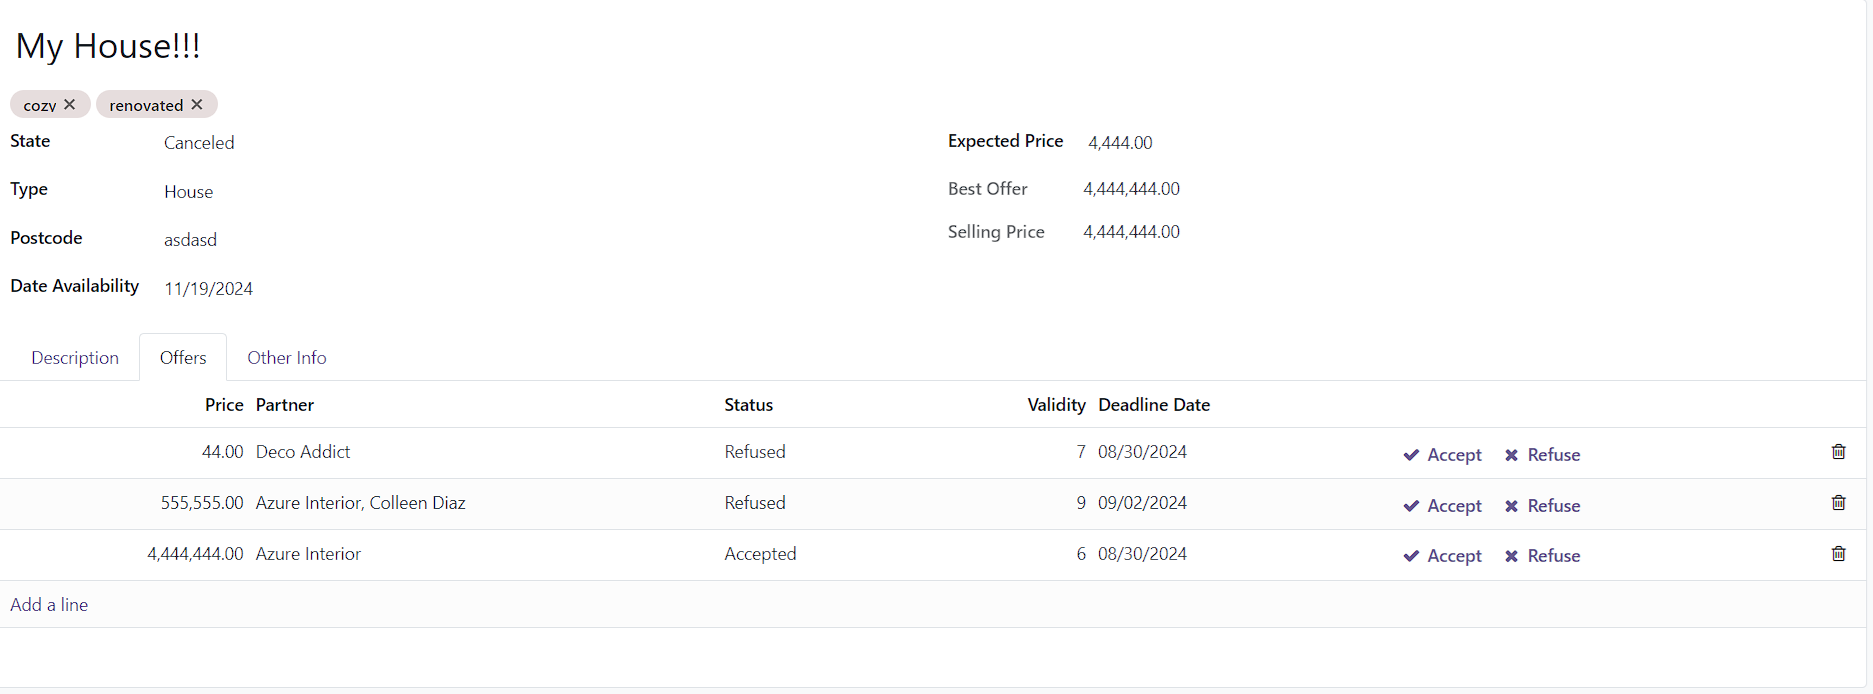 My House!!!
cozy renovated
State Canceled Expected Price 4,444.00
Type House Best Offer 4,444,444.00
Postcode asdasd Selling Price 4,444,444.00
Date Availability 11/19/2024
Description Offers Other Info
Price Partner Status Validity Deadline Date
44.00 Deco Addict Refused 7 08/30/2024 Accept Refuse
555,555.00 Azure Interior, Colleen Diaz Refused 9 09/02/2024 Accept Refuse
4,444,444.00 Azure Interior Accepted 6 08/30/2024 Accept Refuse
Add a line